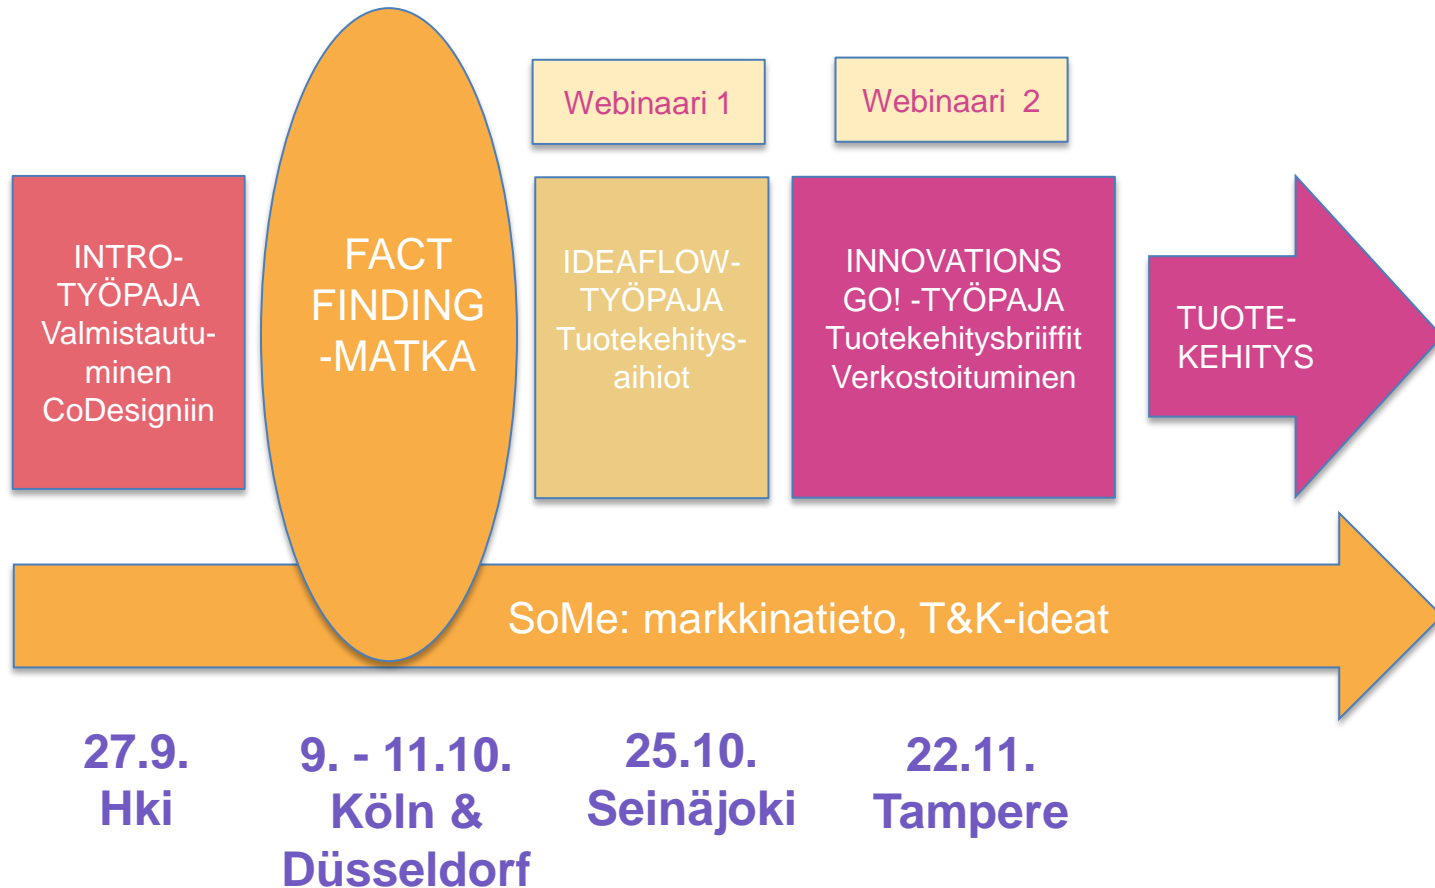 Webinaari 1
Webinaari 2
INTRO-
TYÖPAJA
Valmistautu-
minen
CoDesigniin
FACT
FINDING
-MATKA
IDEAFLOW-
TYÖPAJA
Tuotekehitys-
aihiot
INNOVATIONS
GO! -TYÖPAJA
Tuotekehitysbriiffit
Verkostoituminen
TUOTE-
KEHITYS
SoMe: markkinatieto, T&K-ideat
27.9.
Hki
9. - 11.10.
Köln &
Düsseldorf
25.10.
Seinäjoki
22.11.
Tampere